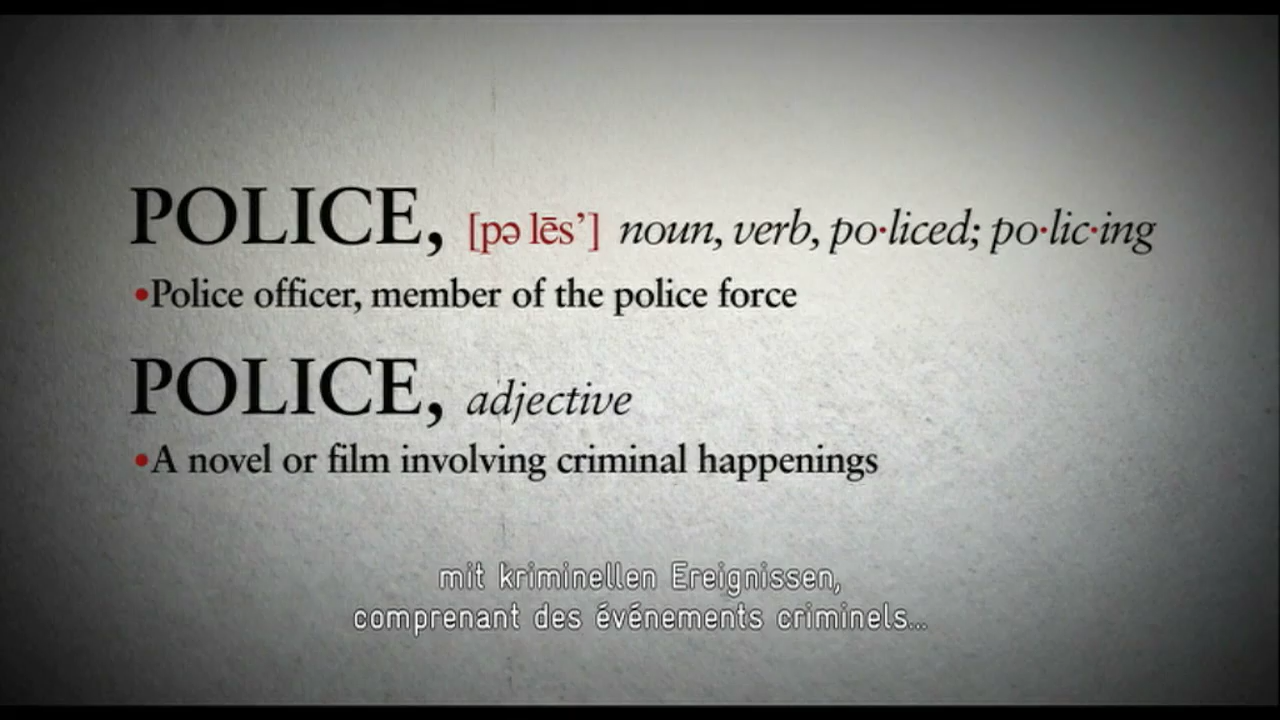 POLICE, [pə lēs’] noun, verb, po·liced; po·lic·ing
•Police officer, member of the police force
POLICE, adjective
•A novel or film involving criminal happenings
mit kriminellen Ereignissen,
comprenant des événements criminels...